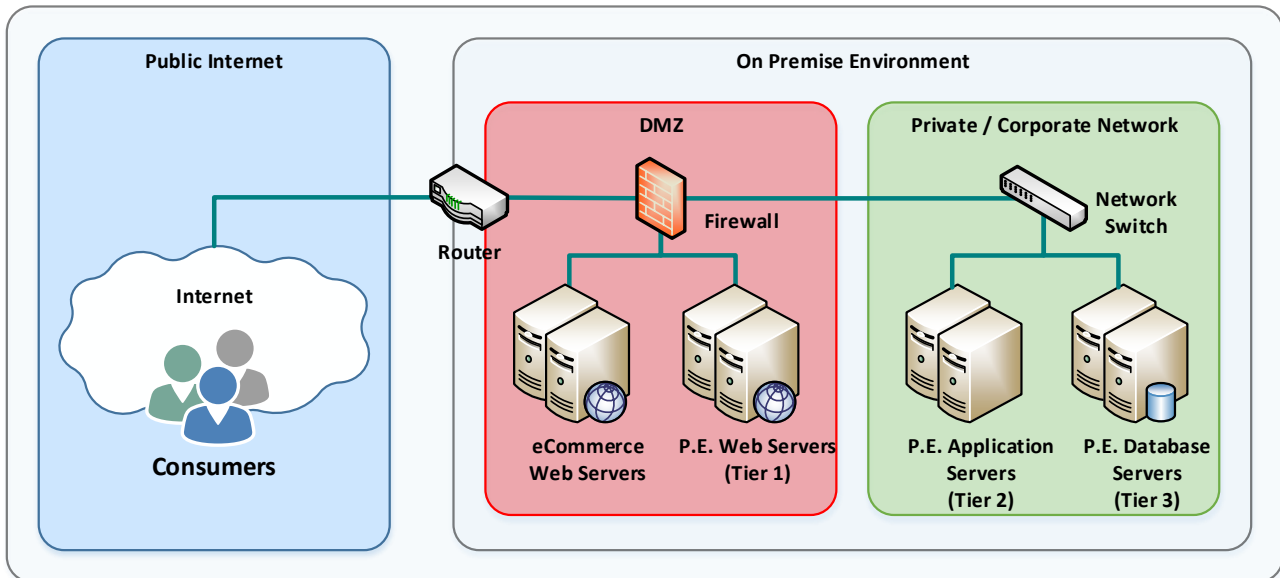 Public Internet
On Premise Environment
DMZ
Private / Corporate Network
Network
Switch
Firewall
Router
Internet
Consumers
eCommerce
Web Servers
P.E. Web Servers
(Tier 1)
P.E. Application
Servers
(Tier 2)
P.E. Database
Servers
(Tier 3)